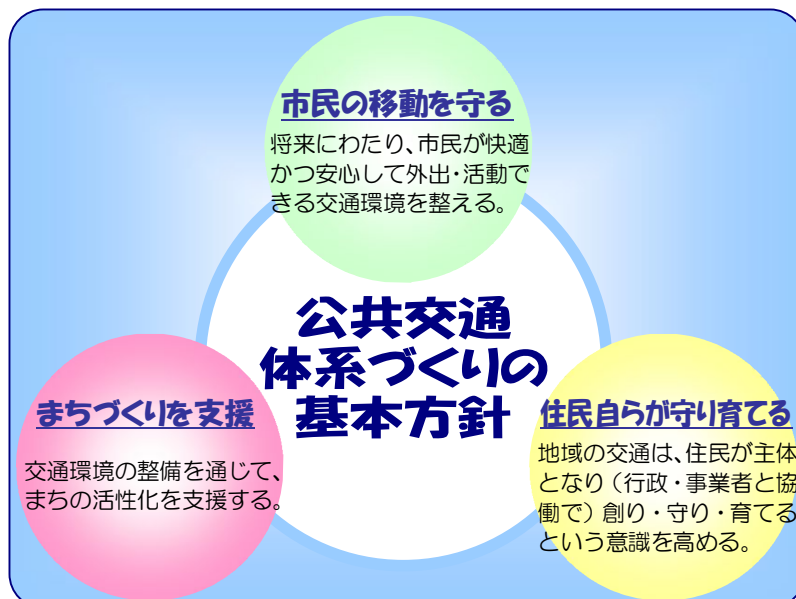 市民の移動を守る
将来にわたり、市民が快適
かつ安心して外出・活動で
きる交通環境を整える。
公共交通
体系づくりの
基本方針
まちづくりを支援
交通環境の整備を通じて、
まちの活性化を支援する。
住民自らが守り育てる
地域の交通は、住民が主体
となり（行政・事業者と協
働で）創り・守り・育てる
という意識を高める。